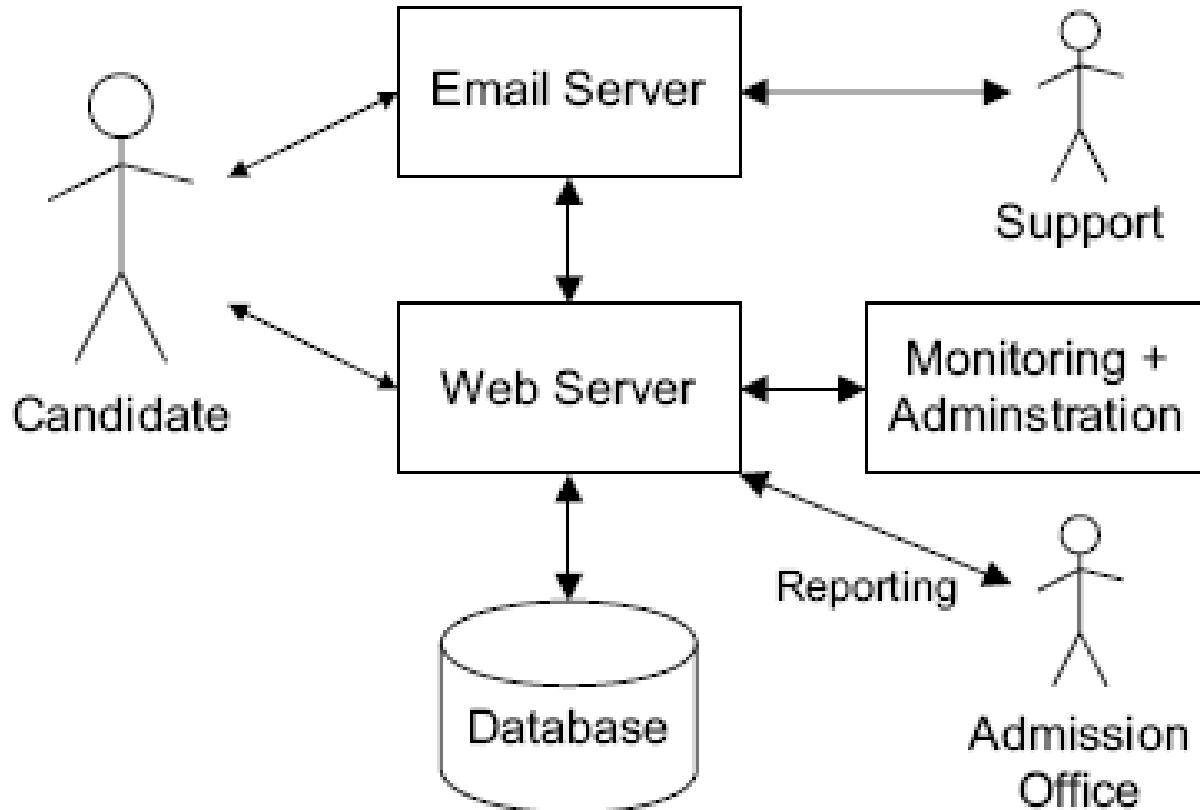 Email Server
Support
Candidate
Web Server
Monitoring +
Adminstration
Reporting
Database
Admission
Office